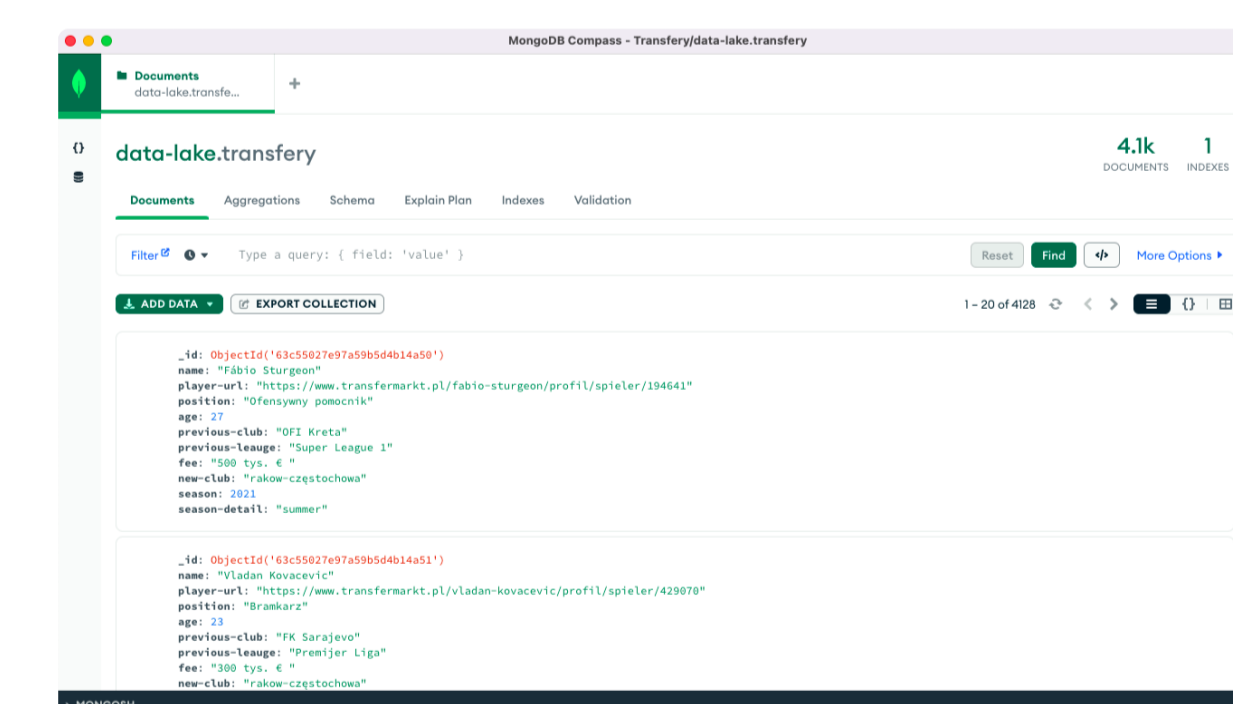 MongoDB Compass - Transfery/data-lake.transfery
Documents
data-lake.transfe...
data-lake.transfery
4.1k
DOCUMENTS
1
INDEXES
Documents Aggregations Schema Explain Plan Indexes Validation
Filter Type a query: { field: 'value' } Reset Find </> More Options
ADD DATA EXPORT COLLECTION 1 – 20 of 4128 {}
_id: ObjectId('63c55027e97a59b5d4b14a50')
name: "Fábio Sturgeon"
player-url: "https://www.transfermarkt.pl/fabio-sturgeon/profil/spieler/194641"
position: "Ofensywny pomocnik"
age: 27
previous-club: "OFI Kreta"
previous-leauge: "Super League 1"
fee: "500 tys. € "
new-club: "rakow-częstochowa"
season: 2021
season-detail: "summer"
_id: ObjectId('63c55027e97a59b5d4b14a51')
name: "Vladan Kovacevic"
player-url: "https://www.transfermarkt.pl/vladan-kovacevic/profil/spieler/429070"
position: "Bramkarz"
age: 23
previous-club: "FK Sarajevo"
previous-leauge: "Premijer Liga"
fee: "300 tys. € "
new-club: "rakow-częstochowa"
MONGOSH